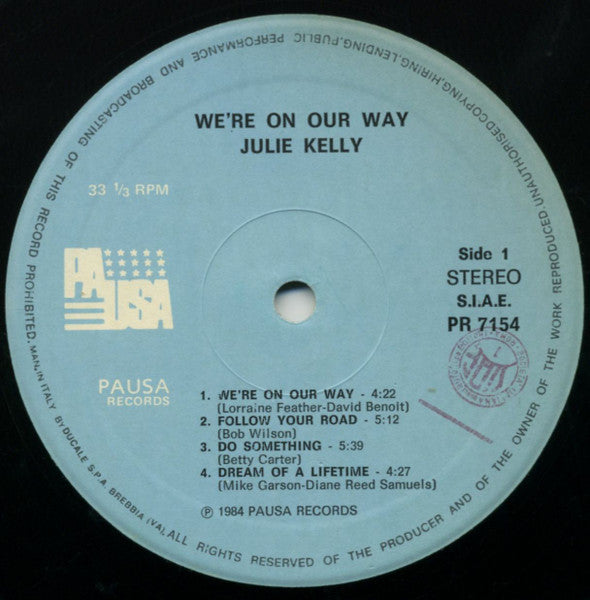 WE'RE ON OUR WAY
JULIE KELLY
33 1/3 RPM
PAUSA
Side 1
STEREO
S.I.A.E.
PR 7154
PAUSA
RECORDS
1. WE'RE ON OUR WAY - 4:22
(Lorraine Feather-David Benoit)
2. FOLLOW YOUR ROAD - 5:12
(Bob Wilson)
3. DO SOMETHING - 5:39
(Betty Carter)
4. DREAM OF A LIFETIME - 4:27
(Mike Garson-Diane Reed Samuels)
℗ 1984 PAUSA RECORDS
MAN. IN ITALY BY DUCALE S.P.A. BREBBIA (VA). ALL RIGHTS RESERVED OF THE PRODUCER AND OF THE OWNER OF THE WORK REPRODUCED. UNAUTHORISED COPYING, HIRING, LENDING, PUBLIC PERFORMANCE AND BROADCASTING OF THIS RECORD PROHIBITED.